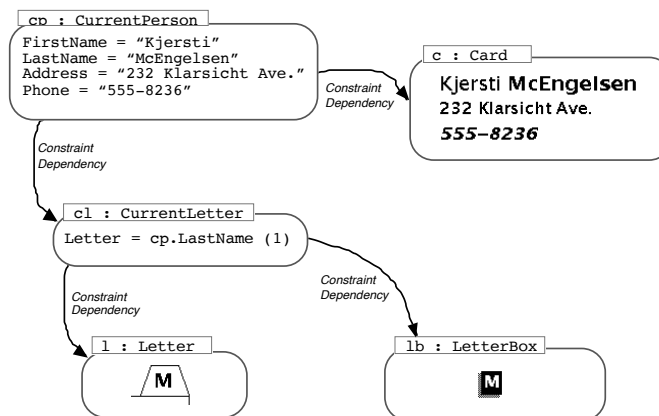 cp : CurrentPerson
FirstName = “Kjersti”
LastName = “McEngelsen”
Address = “232 Klarsicht Ave.”
Phone = “555-8236”
Constraint
Dependency
c : Card
Kjersti McEngelsen
232 Klarsicht Ave.
555-8236
Constraint
Dependency
cl : CurrentLetter
Letter = cp.LastName (1)
Constraint
Dependency
Constraint
Dependency
l : Letter
M
lb : LetterBox
M